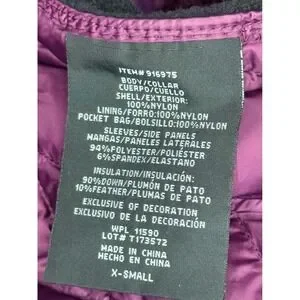 ITEM# 916975
BODY/COLLAR
CUERPO/CUELLO
SHELL/EXTERIOR:
100%NYLON
LINING/FORRO:100%NYLON
POCKET BAG/BOLSILLO:100%NYLON
SLEEVES/SIDE PANELS
MANGAS/PANELES LATERALES
94%POLYESTER/POLIÉSTER
6%SPANDEX/ELASTANO
INSULATION/INSULACIÓN:
90%DOWN/PLUMÓN DE PATO
10%FEATHER/PLUMAS DE PATO
EXCLUSIVE OF DECORATION
EXCLUSIVO DE LA DECORACIÓN
WPL 11590
LOT# T173572
MADE IN CHINA
HECHO EN CHINA
X-SMALL